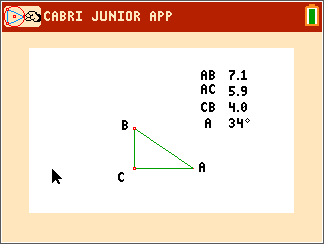 CABRI JUNIOR APP
AB 7.1
AC 5.9
CB 4.0
A 34°
B
A
C